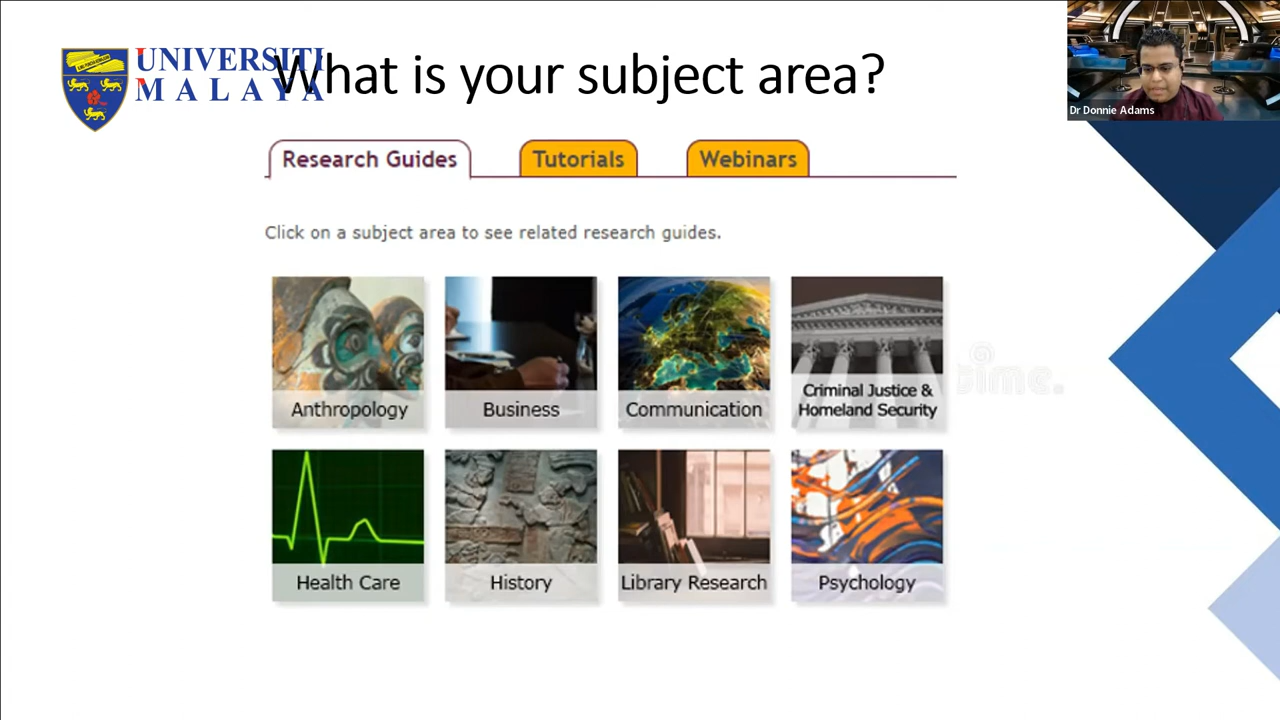 UNIVERSITI
MALAYA
What is your subject area?
Dr Donnie Adams
Research Guides
Tutorials
Webinars
Click on a subject area to see related research guides.
Anthropology
Business
Communication
Criminal Justice &
Homeland Security
Health Care
History
Library Research
Psychology